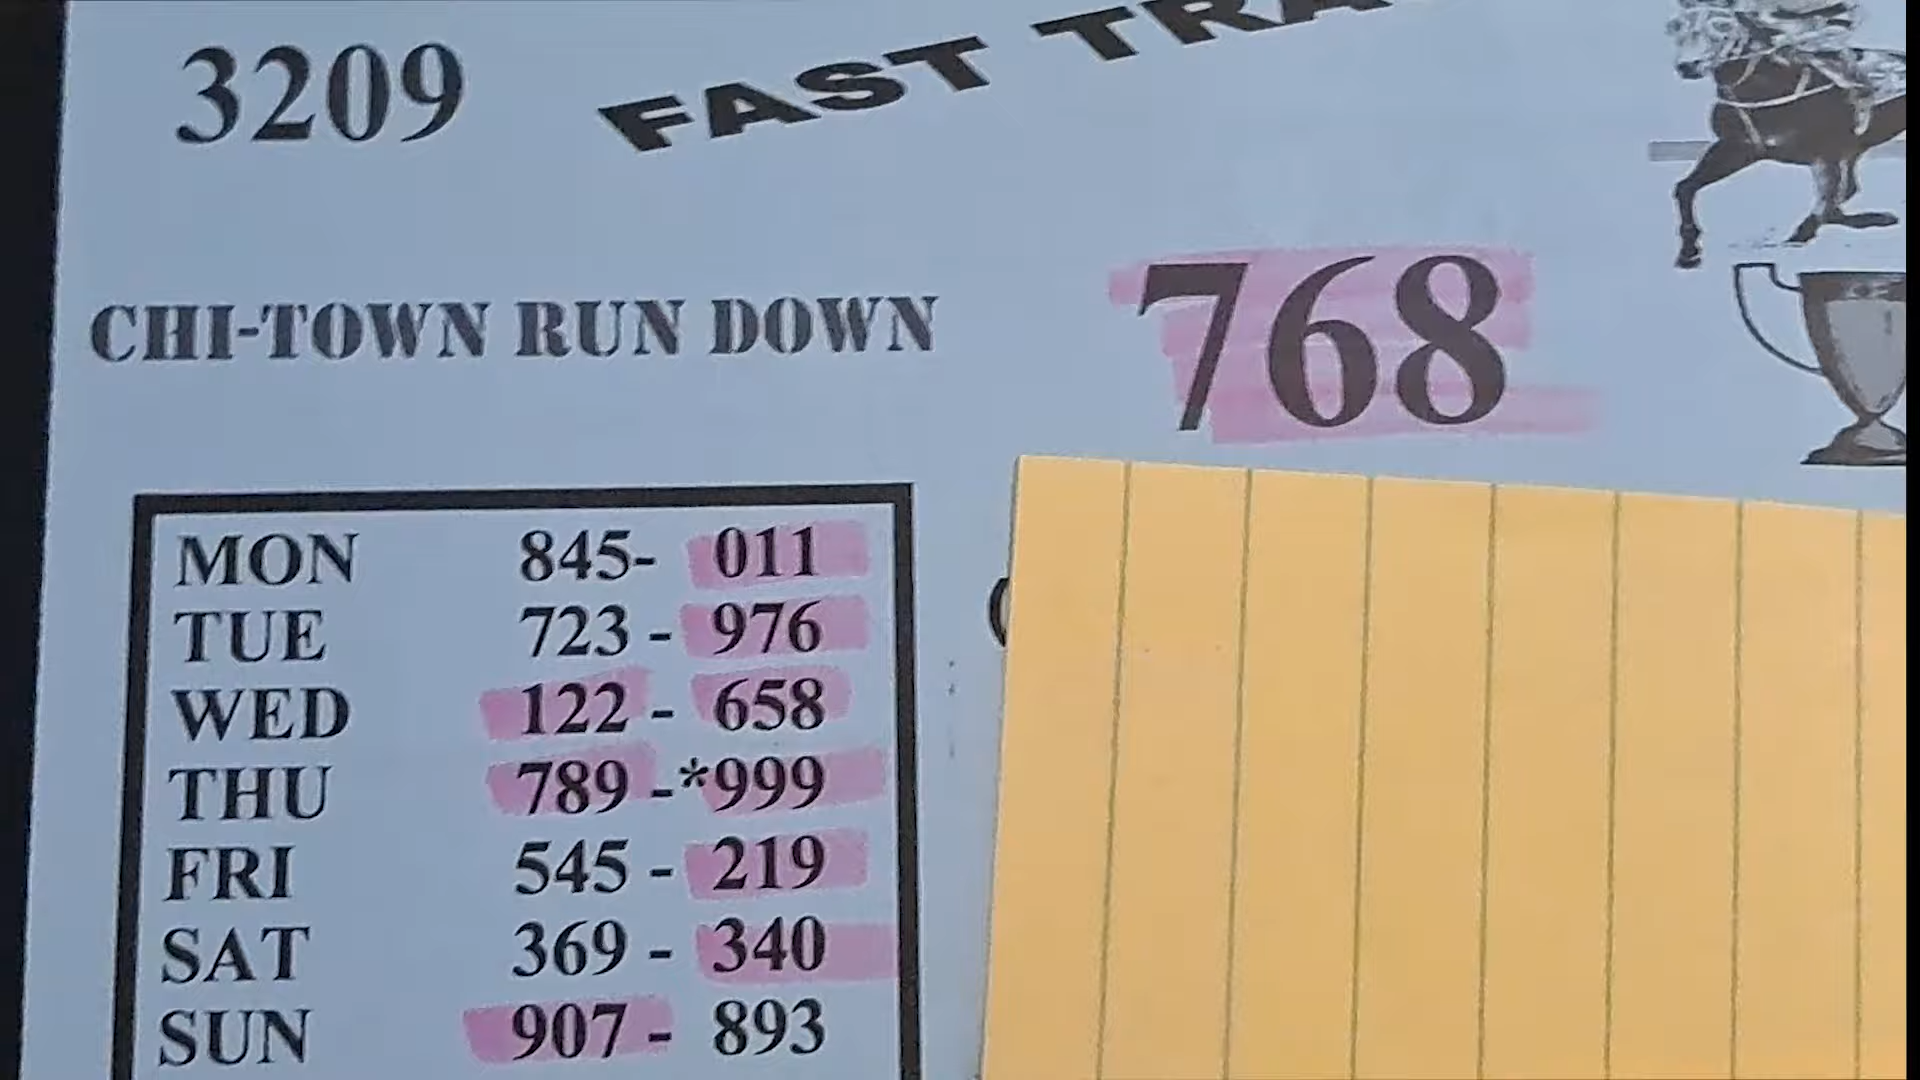 3209
FAST
CHI-TOWN RUN DOWN
768
MON 845- 011
TUE 723 - 976
WED 122 - 658
THU 789 -*999
FRI 545 - 219
SAT 369 - 340
SUN 907 - 893